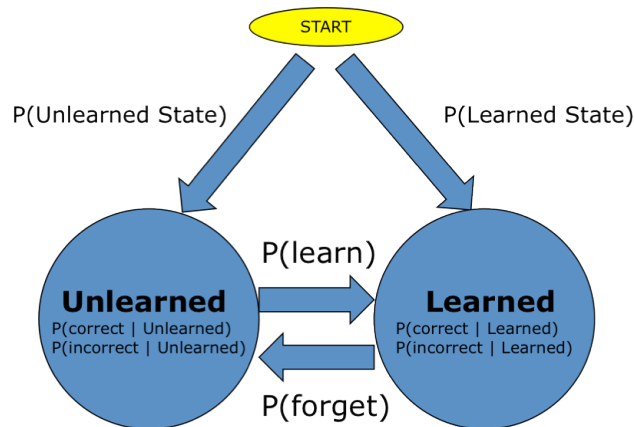 START
P(Unlearned State)
P(Learned State)
P(learn)
Unlearned
P(correct | Unlearned)
P(incorrect | Unlearned)
Learned
P(correct | Learned)
P(incorrect | Learned)
P(forget)